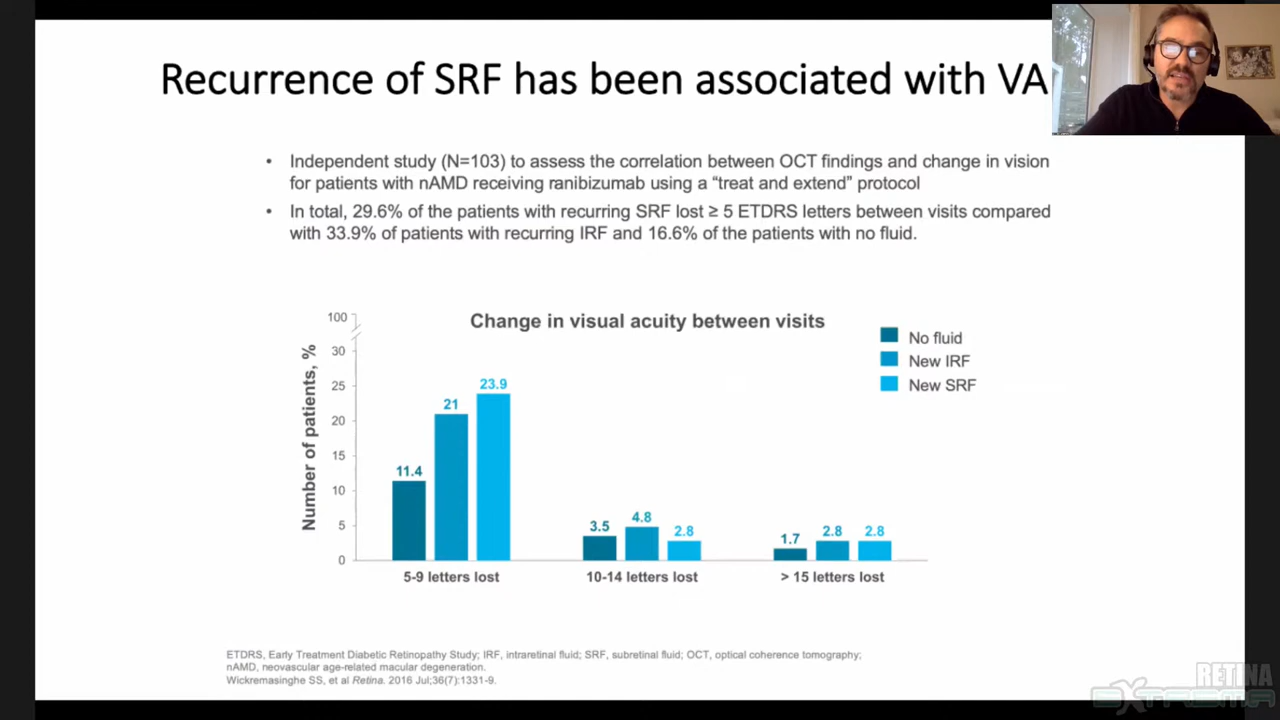 Recurrence of SRF has been associated with VA
• Independent study (N=103) to assess the correlation between OCT findings and change in vision
for patients with nAMD receiving ranibizumab using a “treat and extend” protocol
• In total, 29.6% of the patients with recurring SRF lost ≥ 5 ETDRS letters between visits compared
with 33.9% of patients with recurring IRF and 16.6% of the patients with no fluid.
Change in visual acuity between visits
Number of patients, %
100
30
25
20
15
10
5
0
No fluid
New IRF
New SRF
11.4
21
23.9
3.5
4.8
2.8
1.7
2.8
2.8
5-9 letters lost
10-14 letters lost
> 15 letters lost
ETDRS, Early Treatment Diabetic Retinopathy Study; IRF, intraretinal fluid; SRF, subretinal fluid; OCT, optical coherence tomography;
nAMD, neovascular age-related macular degeneration.
Wickremasinghe SS, et al Retina. 2016 Jul;36(7):1331-9.
RETINA
EXTREMA